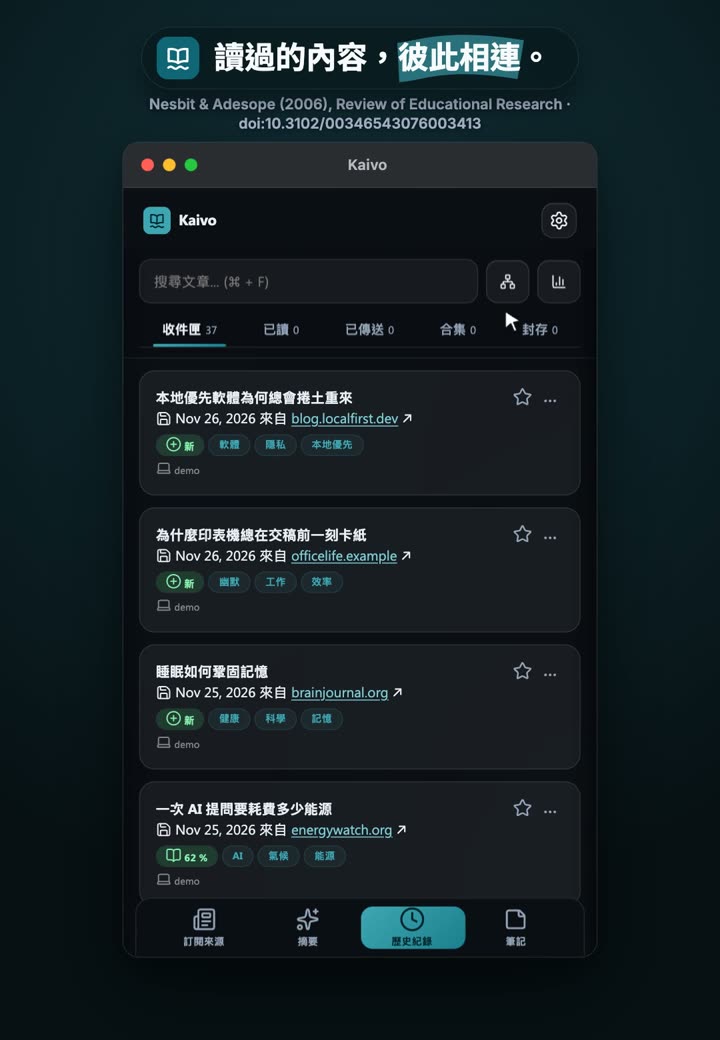 讀過的內容，彼此相連。
Nesbit & Adesope (2006), Review of Educational Research ·
doi:10.3102/00346543076003413
Kaivo
Kaivo
搜尋文章... (⌘ + F)
收件匣 37 已讀 0 已傳送 0 合集 0 封存 0
本地優先軟體為何總會捲土重來
Nov 26, 2026 來自 blog.localfirst.dev ↗
新 軟體 隱私 本地優先
demo
為什麼印表機總在交稿前一刻卡紙
Nov 26, 2026 來自 officelife.example ↗
新 幽默 工作 效率
demo
睡眠如何鞏固記憶
Nov 25, 2026 來自 brainjournal.org ↗
新 健康 科學 記憶
demo
一次 AI 提問要耗費多少能源
Nov 25, 2026 來自 energywatch.org ↗
62 % AI 氣候 能源
demo
訂閱來源 摘要 歷史紀錄 筆記